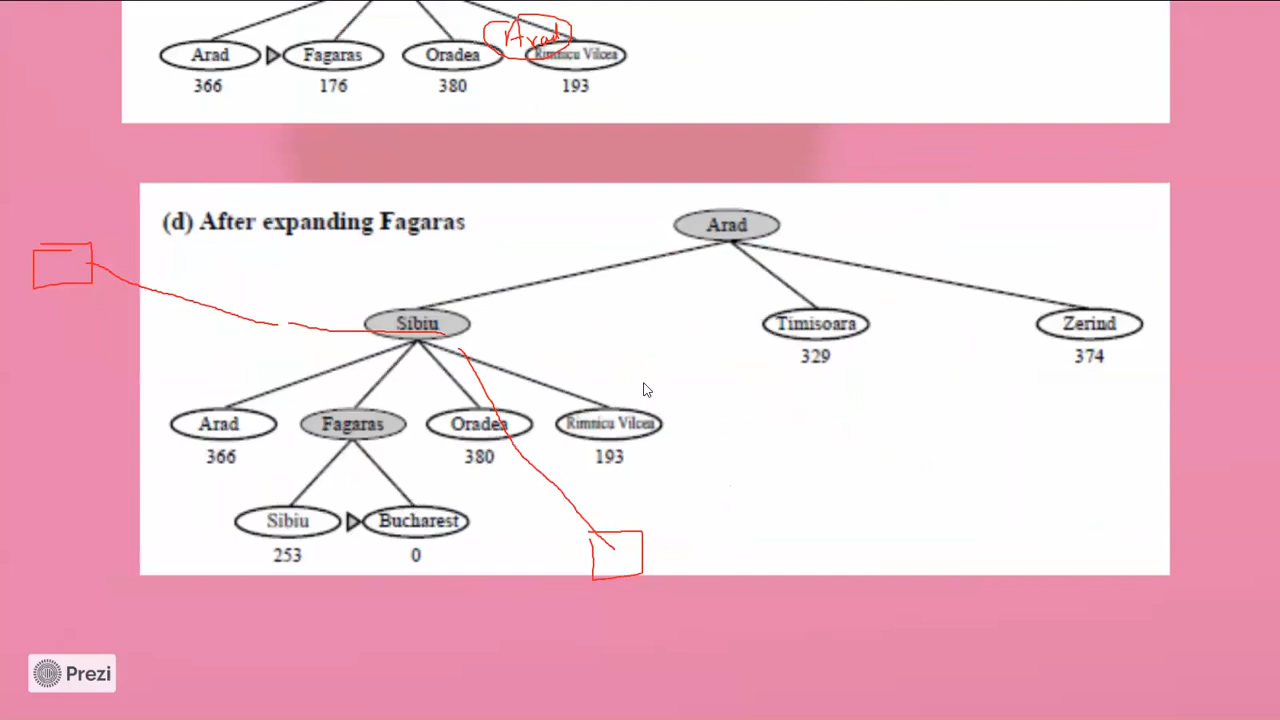 Arad
Arad Fagaras Oradea Rimnicu Vilcea
366 176 380 193
(d) After expanding Fagaras
Arad
Sibiu Timisoara Zerind
329 374
Arad Fagaras Oradea Rimnicu Vilcea
366 380 193
Sibiu Bucharest
253 0
Prezi